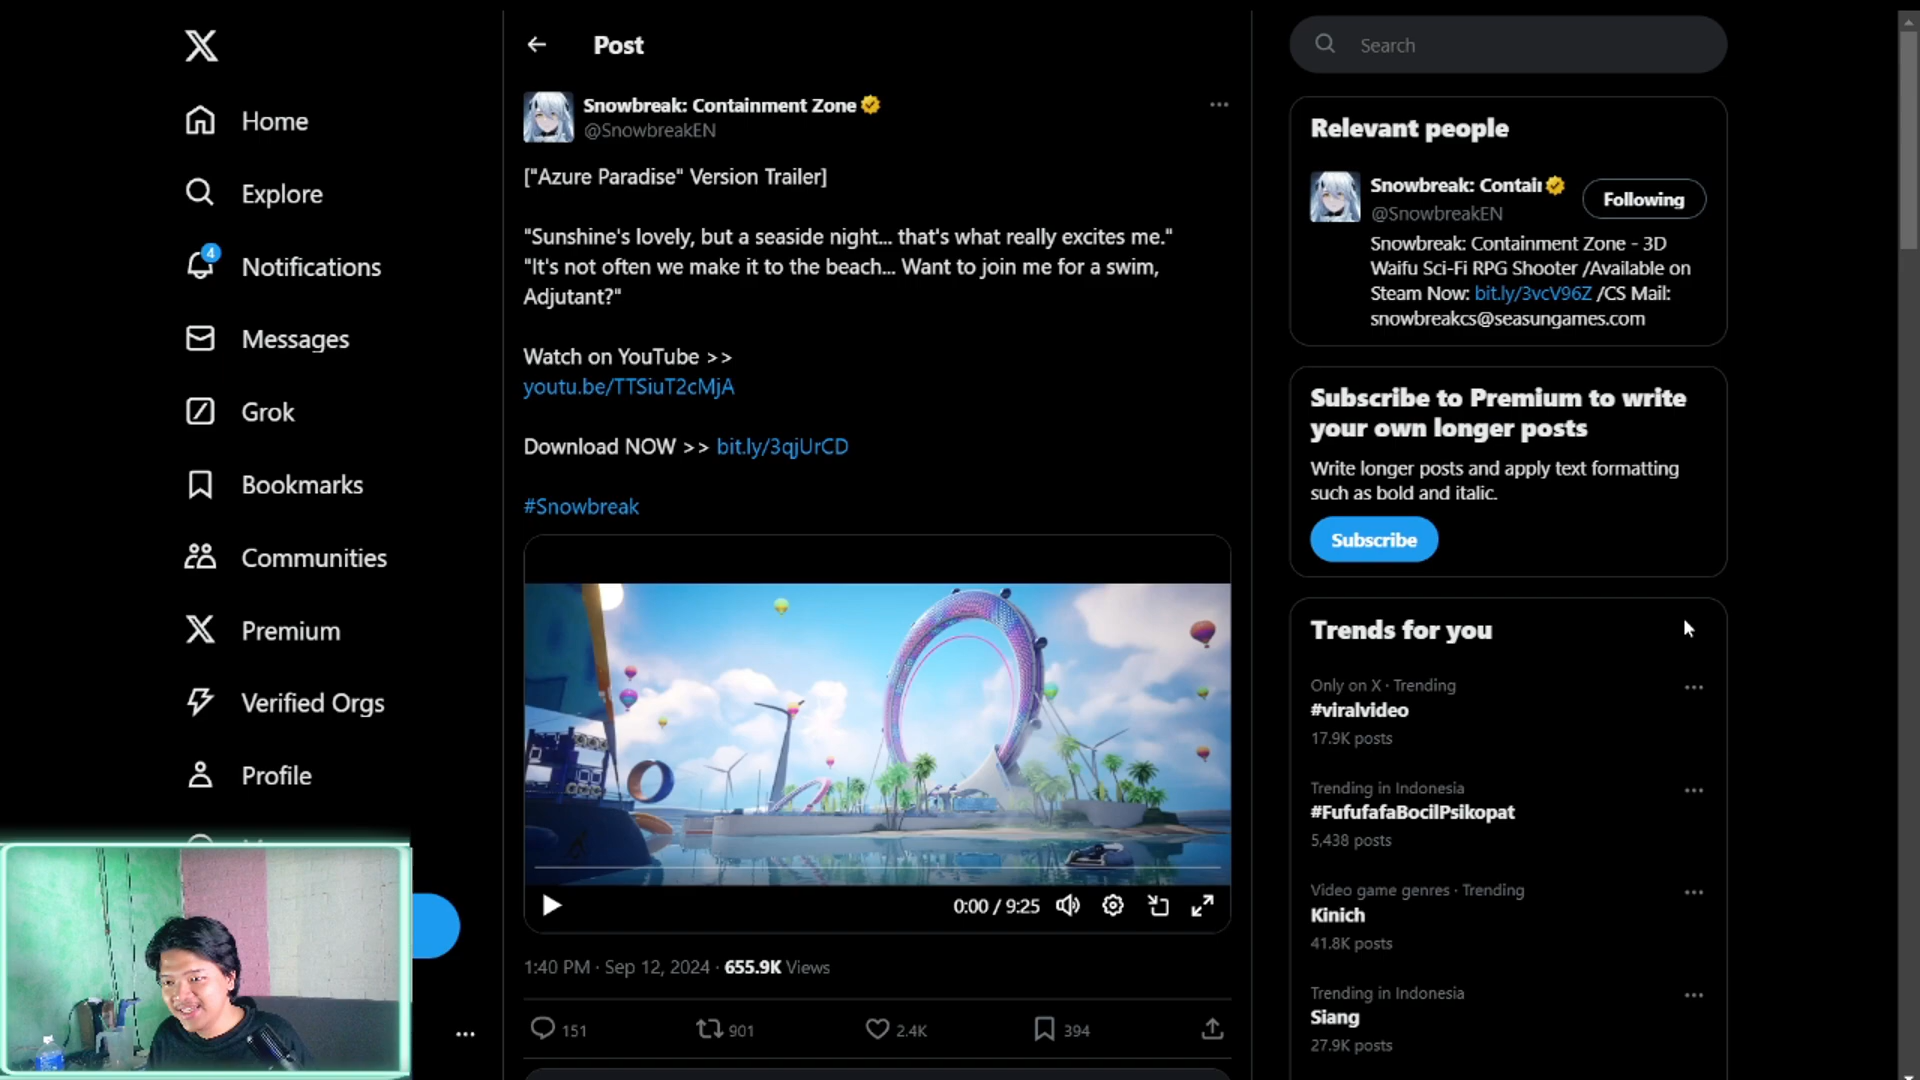 Home
Explore
4
Notifications
Messages
Grok
Bookmarks
Communities
Premium
Verified Orgs
Profile
Post
Snowbreak: Containment Zone
@SnowbreakEN
["Azure Paradise" Version Trailer]
"Sunshine's lovely, but a seaside night... that's what really excites me."
"It's not often we make it to the beach... Want to join me for a swim,
Adjutant?"
Watch on YouTube >>
youtu.be/TTSiuT2cMjA
Download NOW >> bit.ly/3qjUrCD
#Snowbreak
0:00 / 9:25
1:40 PM · Sep 12, 2024 · 655.9K Views
151
901
2.4K
394
Search
Relevant people
Snowbreak: Contai
@SnowbreakEN
Following
Snowbreak: Containment Zone - 3D
Waifu Sci-Fi RPG Shooter /Available on
Steam Now: bit.ly/3vcV96Z /CS Mail:
snowbreakcs@seasungames.com
Subscribe to Premium to write
your own longer posts
Write longer posts and apply text formatting
such as bold and italic.
Subscribe
Trends for you
Only on X · Trending
#viralvideo
17.9K posts
Trending in Indonesia
#FufufafaBocilPsikopat
5,438 posts
Video game genres · Trending
Kinich
41.8K posts
Trending in Indonesia
Siang
27.9K posts